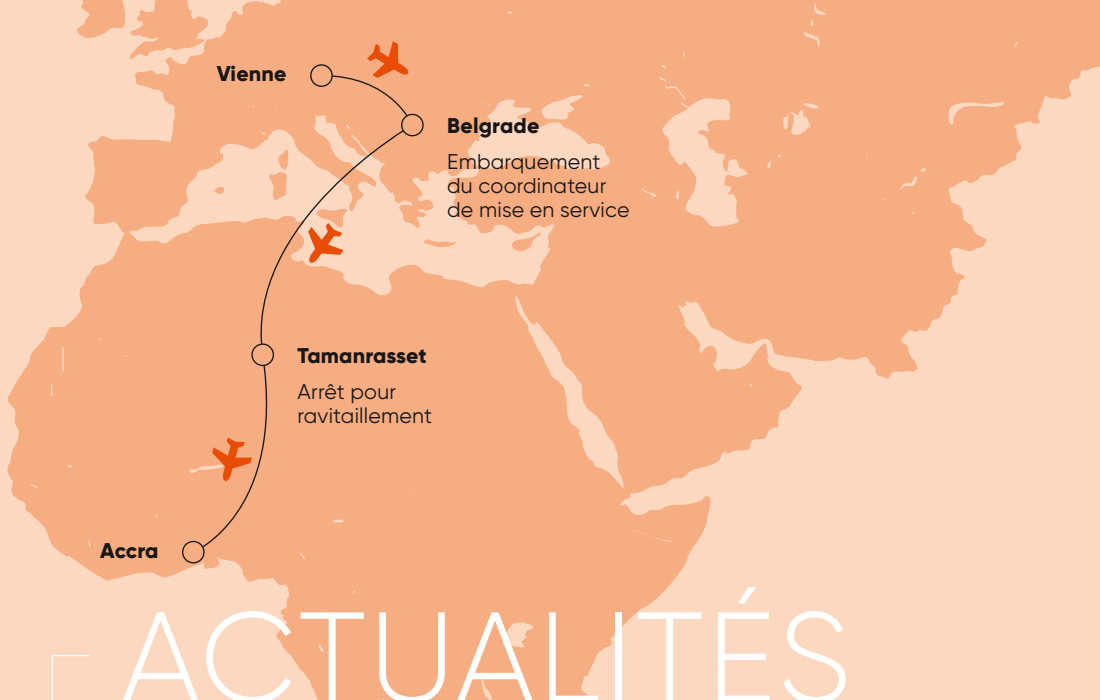 Vienne
Belgrade
Embarquement
du coordinateur
de mise en service
Tamanrasset
Arrêt pour
ravitaillement
Accra
ACTUALITÉS